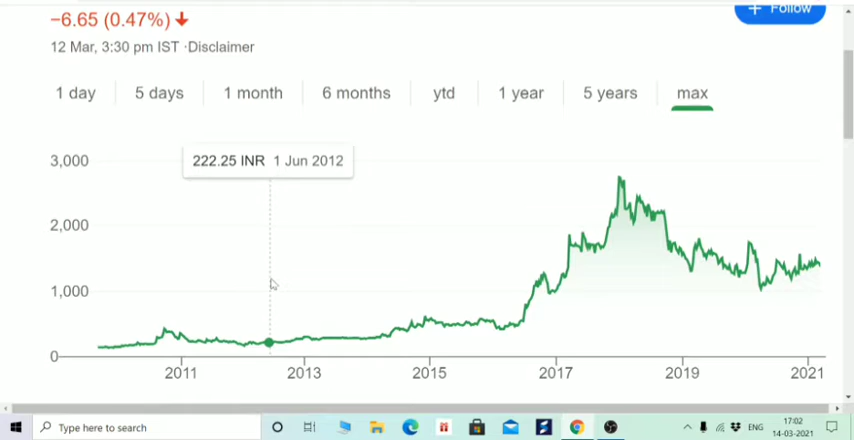 −6.65 (0.47%)
+ Follow
12 Mar, 3:30 pm IST ·Disclaimer
1 day 5 days 1 month 6 months ytd 1 year 5 years max
3,000
222.25 INR 1 Jun 2012
2,000
1,000
0
2011 2013 2015 2017 2019 2021
Type here to search
ENG
17:02
14-03-2021